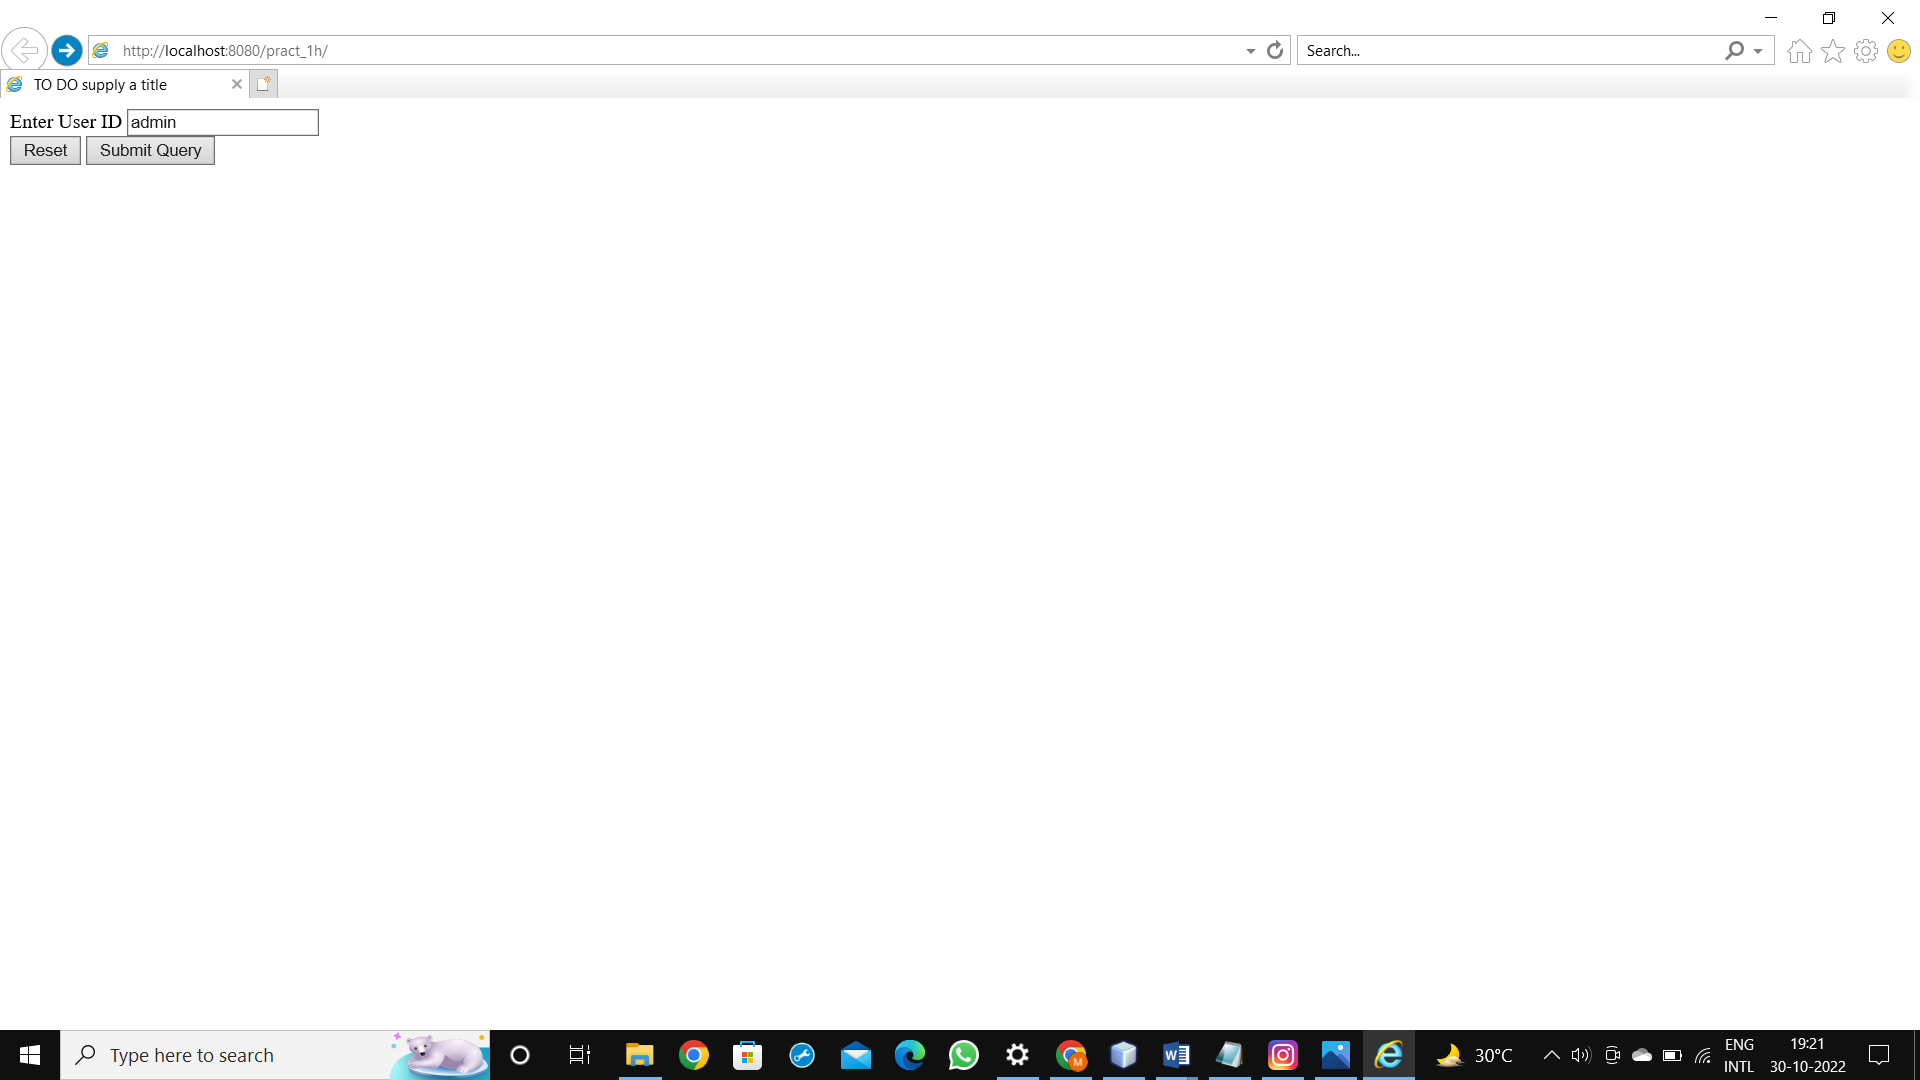 http://localhost:8080/pract_1h/
Search...
TO DO supply a title
Enter User ID admin
Reset Submit Query
Type here to search
30°C
ENG
INTL
19:21
30-10-2022